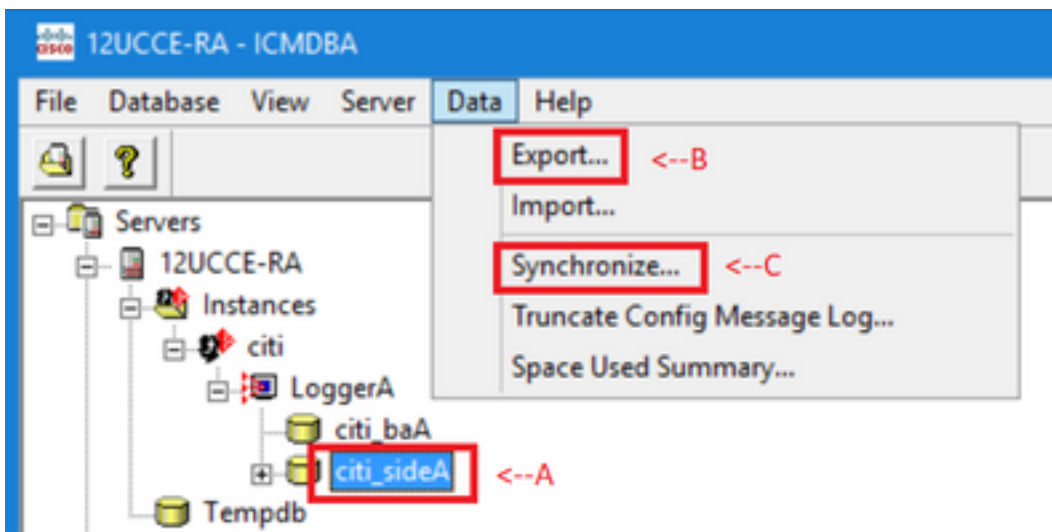 cisco 12UCCE-RA - ICMDBA
File Database View Server Data Help
Export... <--B
Import...
Synchronize... <--C
Truncate Config Message Log...
Space Used Summary...
Servers
12UCCE-RA
Instances
citi
LoggerA
citi_baA
citi_sideA <--A
Tempdb